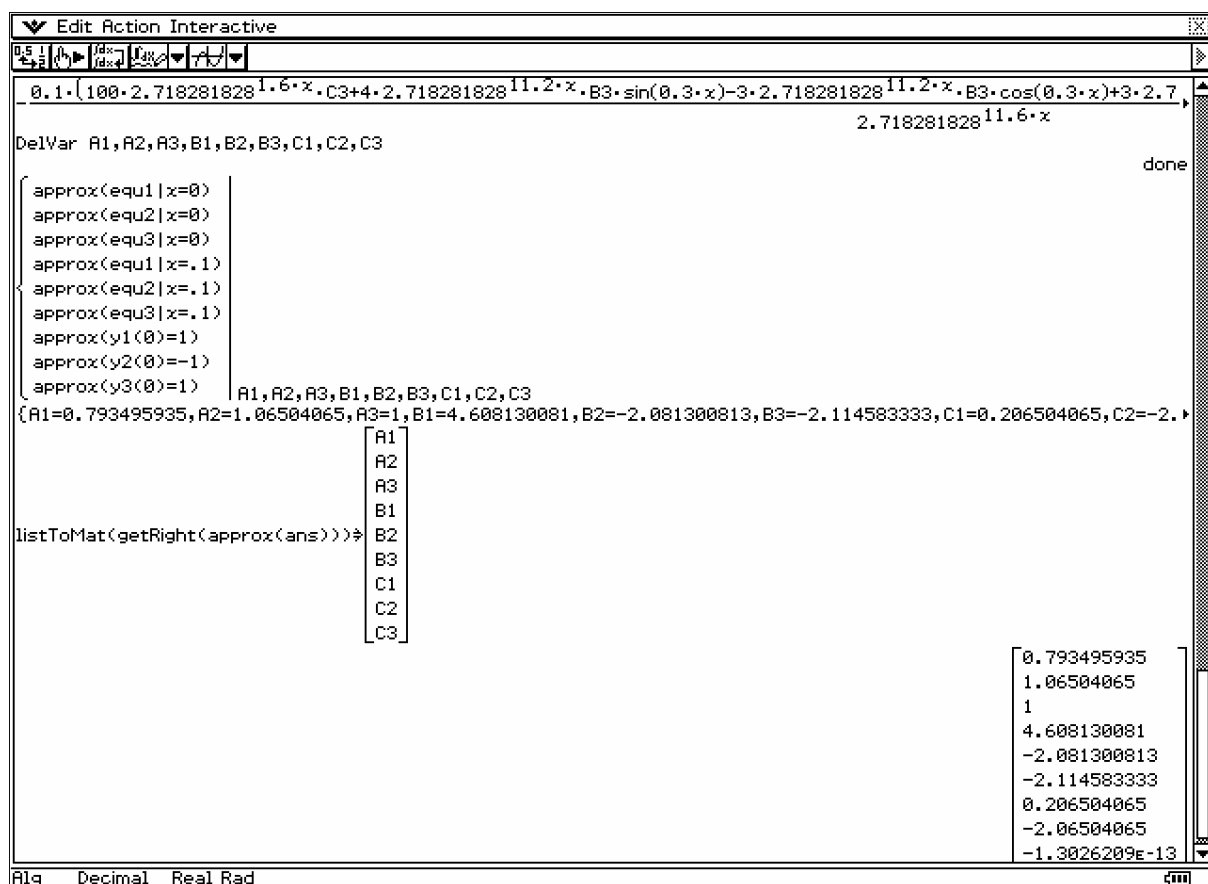 Edit Action Interactive
0.1·(100·2.718281828^1.6·x·C3+4·2.718281828^11.2·x·B3·sin(0.3·x)-3·2.718281828^11.2·x·B3·cos(0.3·x)+3·2.7
2.718281828^11.6·x
DelVar A1,A2,A3,B1,B2,B3,C1,C2,C3
done
approx(equ1|x=0)
approx(equ2|x=0)
approx(equ3|x=0)
approx(equ1|x=.1)
approx(equ2|x=.1)
approx(equ3|x=.1)
approx(y1(0)=1)
approx(y2(0)=-1)
approx(y3(0)=1)
A1,A2,A3,B1,B2,B3,C1,C2,C3
{A1=0.793495935,A2=1.06504065,A3=1,B1=4.608130081,B2=-2.081300813,B3=-2.114583333,C1=0.206504065,C2=-2.
A1
A2
A3
B1
listToMat(getRight(approx(ans)))⇒ B2
B3
C1
C2
C3
0.793495935
1.06504065
1
4.608130081
-2.081300813
-2.114583333
0.206504065
-2.06504065
-1.3026209E-13
Alg Decimal Real Rad